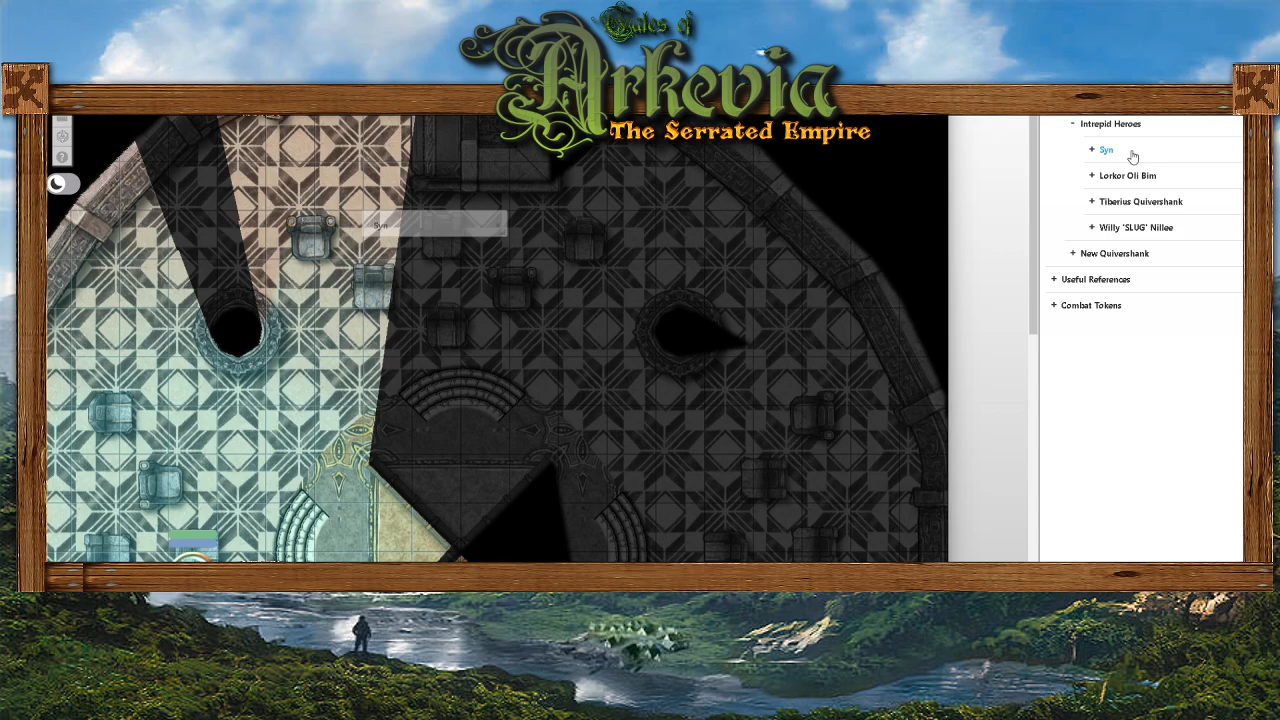 Tales of
Arkevia
The Serrated Empire
Intrepid Heroes
Syn
Lorkor Oli Bim
Tiberius Quivershank
Willy 'SLUG' Nillee
New Quivershank
Useful References
Combat Tokens
Syn